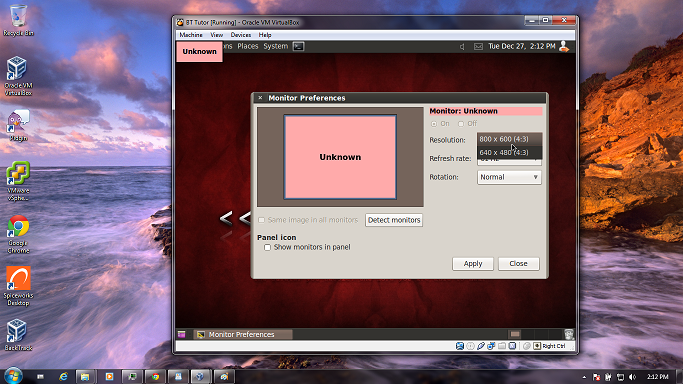 Recycle Bin
Oracle VM
VirtualBox
Pidgin
VMware
vSphe...
Google
Chrome
Spiceworks
Desktop
BackTrack
BT Tutor [Running] - Oracle VM VirtualBox
Machine View Devices Help
Unknown
ons Places System
Tue Dec 27, 2:12 PM
Monitor Preferences
Unknown
Monitor: Unknown
On Off
Resolution:
800 x 600 (4:3)
640 x 480 (4:3)
Refresh rate:
Rotation: Normal
Same image in all monitors
Detect monitors
Panel icon
Show monitors in panel
Apply Close
<<
Monitor Preferences
Right Ctrl
2:12 PM